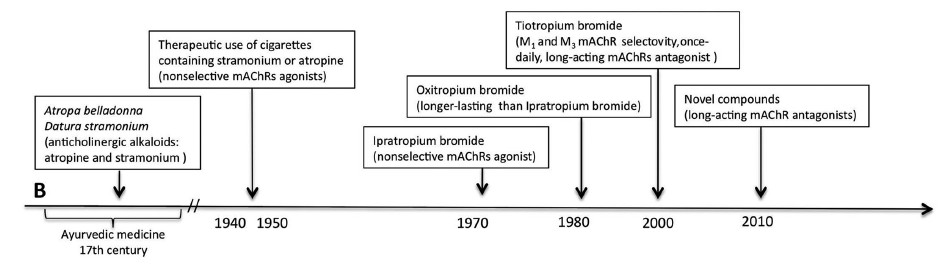 Tiotropium bromide
(M1 and M3 mAChR selectovity,once-
daily, long-acting mAChRs antagonist )
Therapeutic use of cigarettes
containing stramonium or atropine
(nonselective mAChRs agonists)
Oxitropium bromide
(longer-lasting than Ipratropium bromide)
Novel compounds
(long-acting mAChR antagonists)
Atropa belladonna
Datura stramonium
(anticholinergic alkaloids:
atropine and stramonium )
Ipratropium bromide
(nonselective mAChRs agonist)
B
//
1940 1950 1970 1980 2000 2010
Ayurvedic medicine
17th century